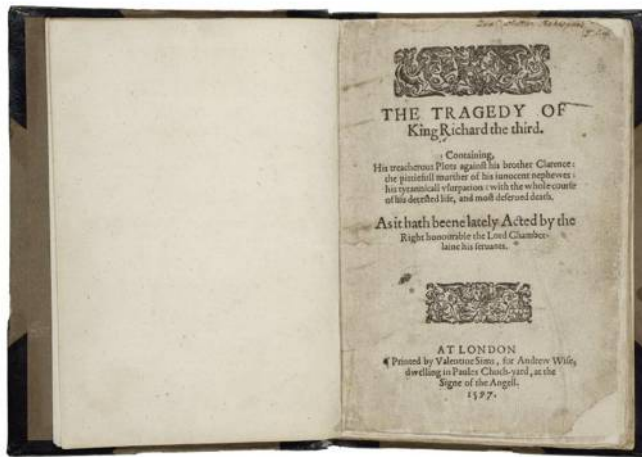 THE TRAGEDY OF
King Richard the third.
Containing,
His treacherous Plots against his brother Clarence:
the pittiefull murther of his iunocent nephewes:
his tyrannicall vsurpation: with the whole course
of his detested life, and most deserued death.
As it hath beene lately Acted by the
Right honourable the Lord Chamber-
laine his seruants.
AT LONDON
Printed by Valentine Sims, for Andrew Wise,
dwelling in Paules Chuch-yard, at the
Signe of the Angell.
1597.